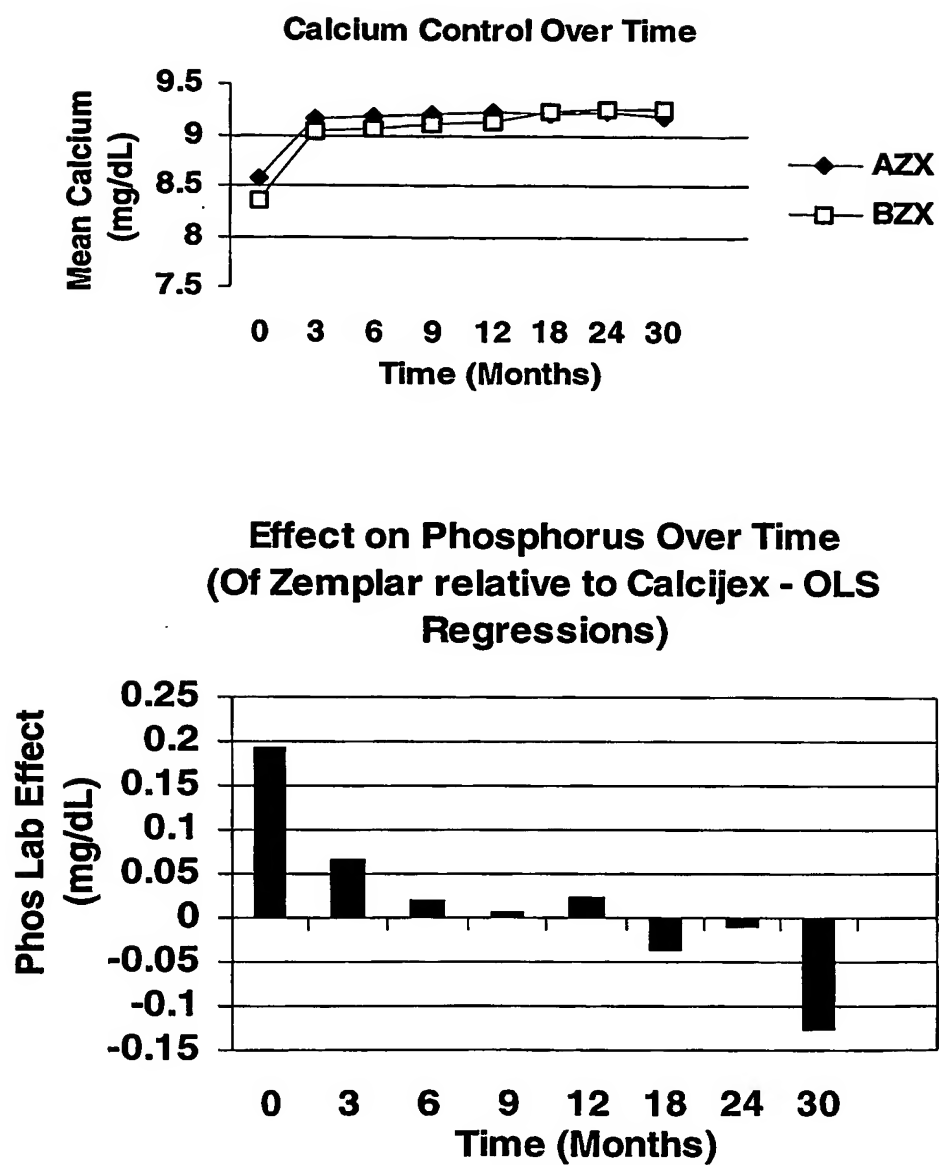 Calcium Control Over Time
Mean Calcium
(mg/dL)
9.5
9
8.5
8
7.5
0 3 6 9 12 18 24 30
Time (Months)
AZX
BZX
Effect on Phosphorus Over Time
(Of Zemplar relative to Calcijex - OLS
Regressions)
Phos Lab Effect
(mg/dL)
0.25
0.2
0.15
0.1
0.05
0
-0.05
-0.1
-0.15
0 3 6 9 12 18 24 30
Time (Months)